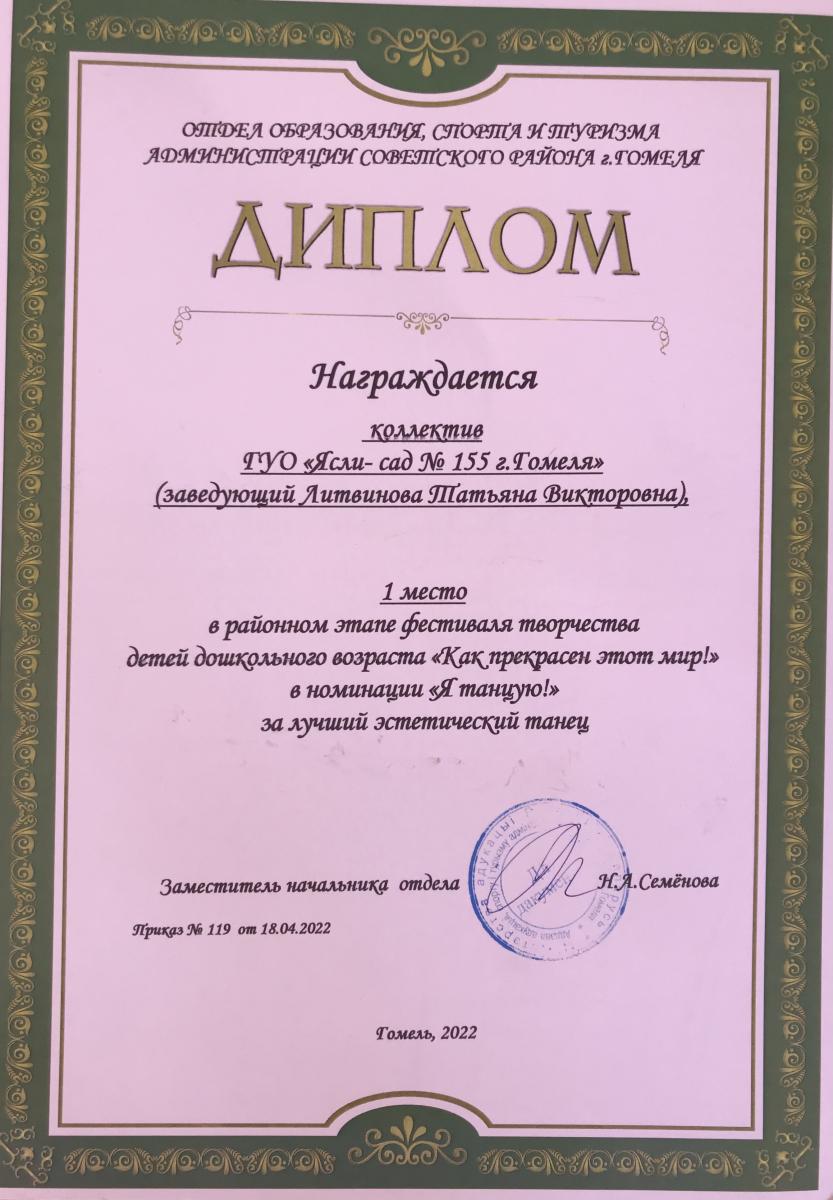 ОТДЕЛ ОБРАЗОВАНИЯ, СПОРТА И ТУРИЗМА
АДМИНИСТРАЦИИ СОВЕТСКОГО РАЙОНА г.ГОМЕЛЯ
ДИПЛОМ
Награждается
коллектив
ГУО «Ясли- сад № 155 г.Гомеля»
(заведующий Литвинова Татьяна Викторовна),
1 место
в районном этапе фестиваля творчества
детей дошкольного возраста «Как прекрасен этот мир!»
в номинации «Я танцую!»
за лучший эстетический танец
Заместитель начальника отдела Н.А.Семёнова
Приказ № 119 от 18.04.2022
Гомель, 2022